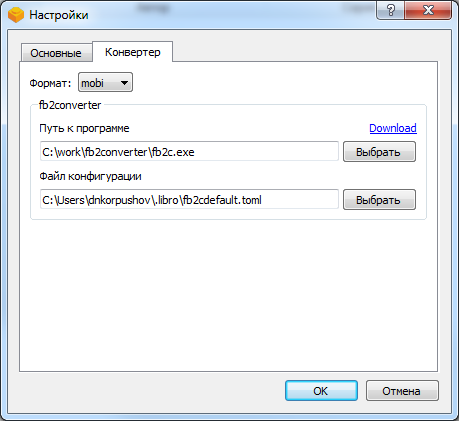 Настройки
Основные
Конвертер
Формат: mobi
fb2converter
Путь к программе Download
C:\work\fb2converter\fb2c.exe Выбрать
Файл конфигурации
C:\Users\dnkorpushov\.libro\fb2cdefault.toml Выбрать
OK Отмена